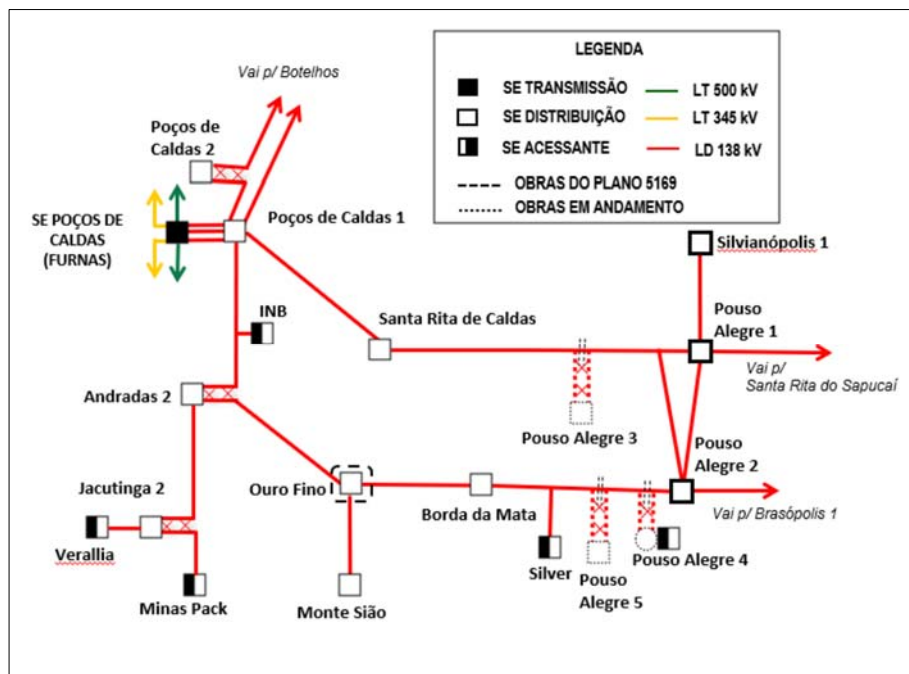 LEGENDA
SE TRANSMISSÃO
LT 500 kV
SE DISTRIBUIÇÃO
LT 345 kV
SE ACESSANTE
LD 138 kV
OBRAS DO PLANO 5169
OBRAS EM ANDAMENTO
Vai p/ Botelhos
Poços de
Caldas 2
SE POÇOS DE
CALDAS
(FURNAS)
Poços de Caldas 1
Silvianópolis 1
INB
Santa Rita de Caldas
Pouso
Alegre 1
Vai p/
Santa Rita do Sapucaí
Andradas 2
Pouso Alegre 3
Pouso
Alegre 2
Jacutinga 2
Ouro Fino
Borda da Mata
Vai p/ Brasópolis 1
Verallia
Silver
Pouso
Alegre 5
Pouso Alegre 4
Minas Pack
Monte Sião